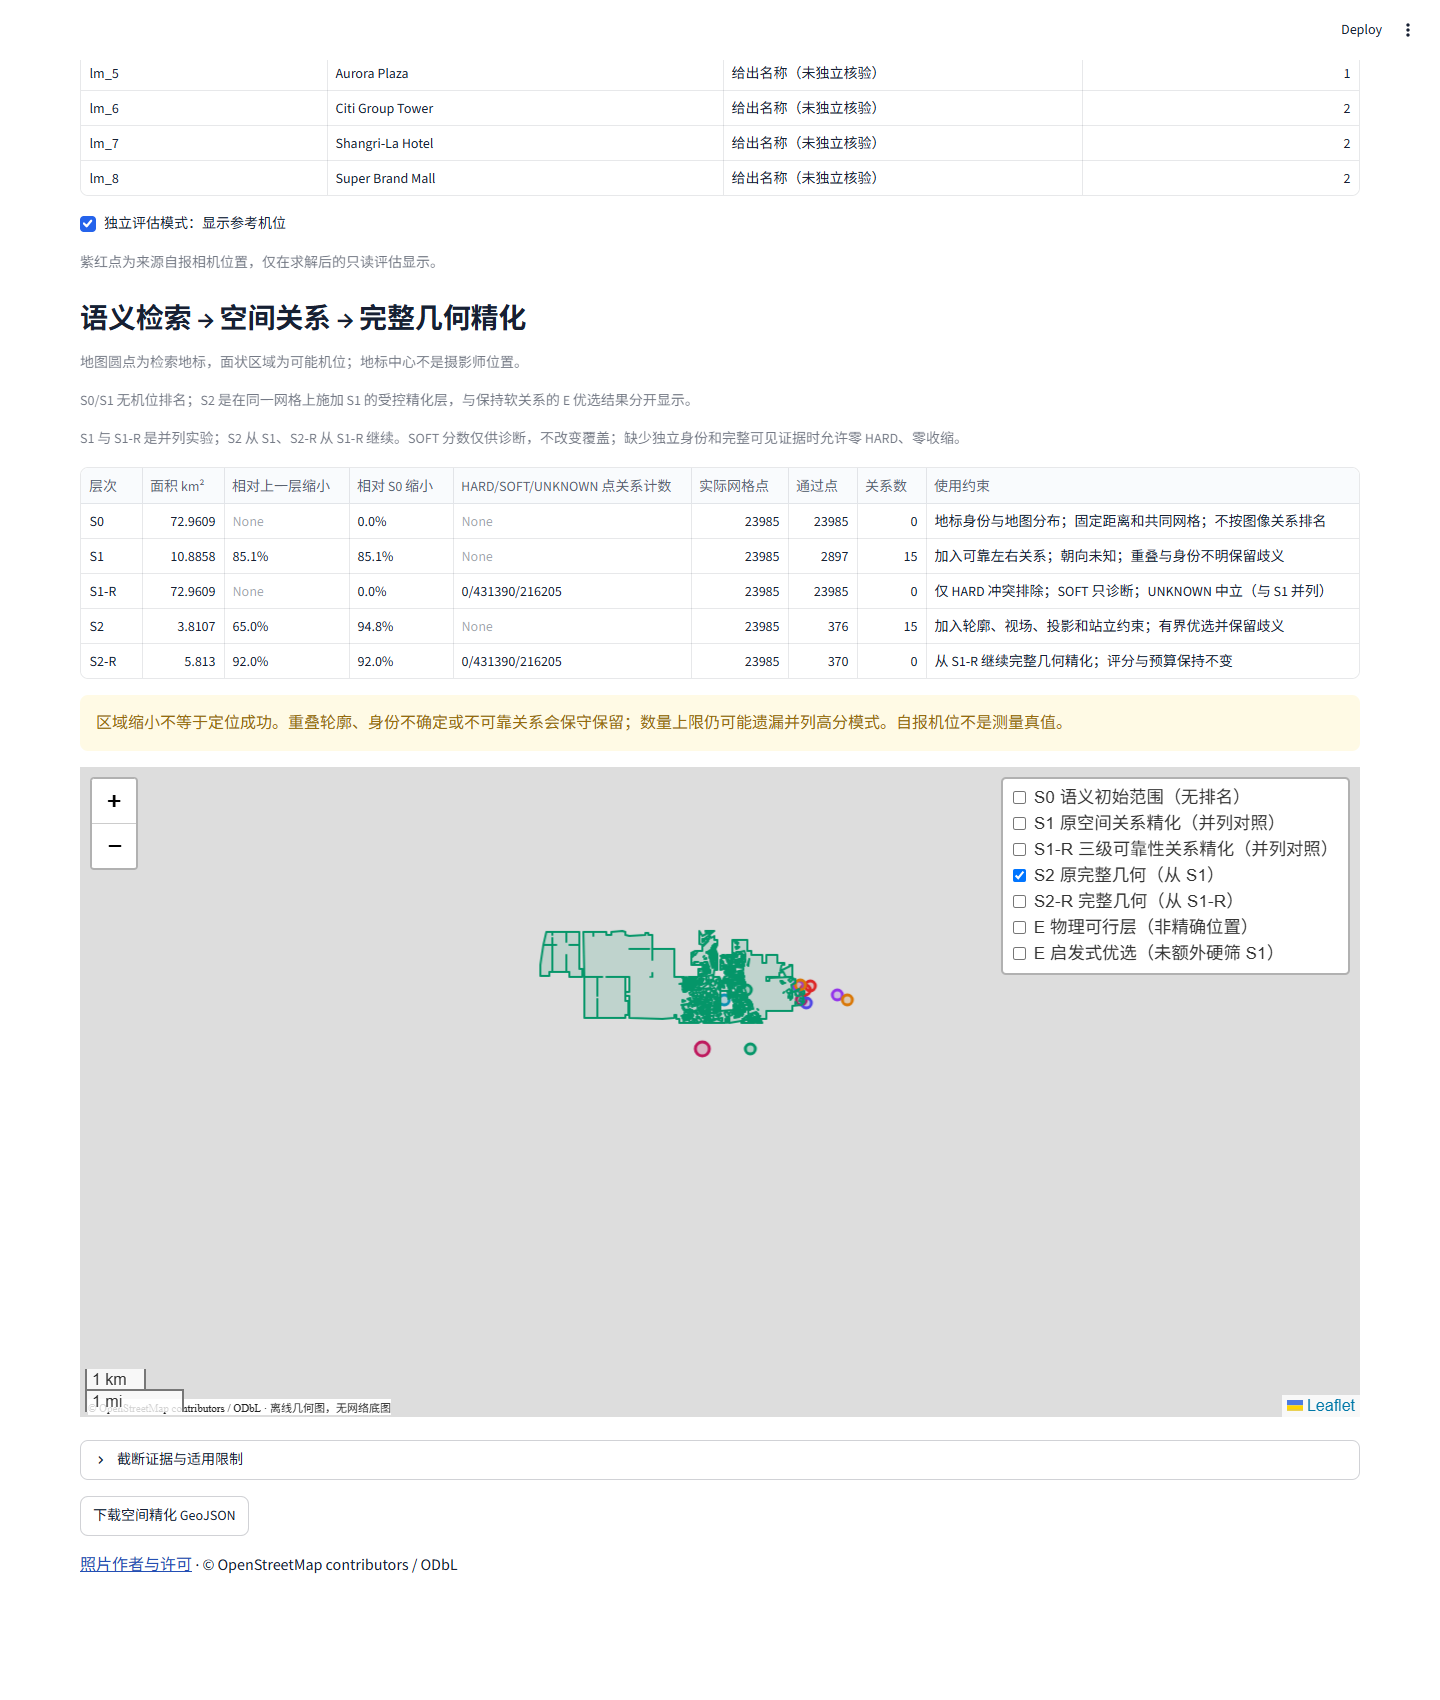 Deploy
lm_5 Aurora Plaza 给出名称（未独立核验） 1
lm_6 Citi Group Tower 给出名称（未独立核验） 2
lm_7 Shangri-La Hotel 给出名称（未独立核验） 2
lm_8 Super Brand Mall 给出名称（未独立核验） 2
独立评估模式：显示参考机位
紫红点为来源自报相机位置，仅在求解后的只读评估显示。
语义检索 → 空间关系 → 完整几何精化
地图圆点为检索地标，面状区域为可能机位；地标中心不是摄影师位置。
S0/S1 无机位排名；S2 是在同一网格上施加 S1 的受控精化层，与保持软关系的 E 优选结果分开显示。
S1 与 S1-R 是并列实验；S2 从 S1、S2-R 从 S1-R 继续。SOFT 分数仅供诊断，不改变覆盖；缺少独立身份和完整可见证据时允许零 HARD、零收缩。
层次 面积 km² 相对上一层缩小 相对 S0 缩小 HARD/SOFT/UNKNOWN 点关系计数 实际网格点 通过点 关系数 使用约束
S0 72.9609 None 0.0% None 23985 23985 0 地标身份与地图分布；固定距离和共同网格；不按图像关系排名
S1 10.8858 85.1% 85.1% None 23985 2897 15 加入可靠左右关系；朝向未知；重叠与身份不明保留歧义
S1-R 72.9609 None 0.0% 0/431390/216205 23985 23985 0 仅 HARD 冲突排除；SOFT 只诊断；UNKNOWN 中立（与 S1 并列）
S2 3.8107 65.0% 94.8% None 23985 376 15 加入轮廓、视场、投影和站立约束；有界优选并保留歧义
S2-R 5.813 92.0% 92.0% 0/431390/216205 23985 370 0 从 S1-R 继续完整几何精化；评分与预算保持不变
区域缩小不等于定位成功。重叠轮廓、身份不确定或不可靠关系会保守保留；数量上限仍可能遗漏并列高分模式。自报机位不是测量真值。
+
−
S0 语义初始范围（无排名）
S1 原空间关系精化（并列对照）
S1-R 三级可靠性关系精化（并列对照）
S2 原完整几何（从 S1）
S2-R 完整几何（从 S1-R）
E 物理可行层（非精确位置）
E 启发式优选（未额外硬筛 S1）
1 km
1 mi
© OpenStreetMap contributors / ODbL · 离线几何图，无网络底图
Leaflet
截断证据与适用限制
下载空间精化 GeoJSON
照片作者与许可 · © OpenStreetMap contributors / ODbL